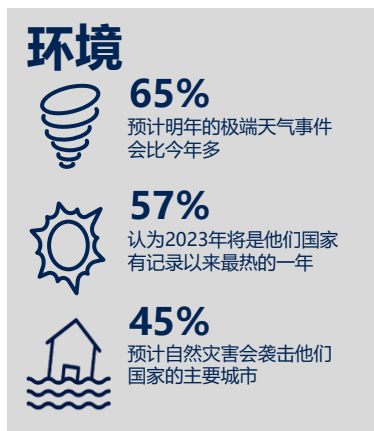 环境
65%
预计明年的极端天气事件
会比今年多
57%
认为2023年将是他们国家
有记录以来最热的一年
45%
预计自然灾害会袭击他们
国家的主要城市